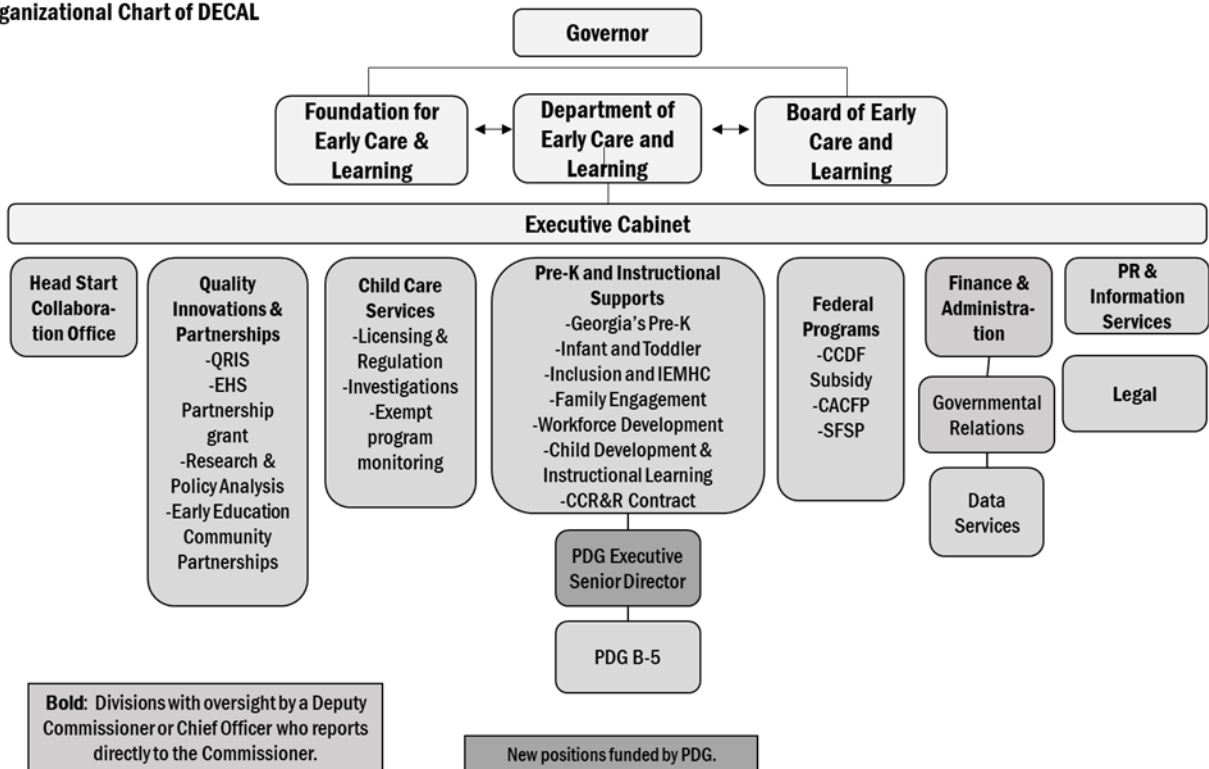 ganizational Chart of DECAL
Governor
Foundation for
Early Care &
Learning
Department of
Early Care and
Learning
Board of Early
Care and
Learning
Executive Cabinet
Head Start
Collabora-
tion Office
Quality
Innovations &
Partnerships
-QRIS
-EHS
Partnership
grant
-Research &
Policy Analysis
-Early Education
Community
Partnerships
Child Care
Services
-Licensing &
Regulation
-Investigations
-Exempt
program
monitoring
Pre-K and Instructional
Supports
-Georgia's Pre-K
-Infant and Toddler
-Inclusion and IEMHC
-Family Engagement
-Workforce Development
-Child Development &
Instructional Learning
-CCR&R Contract
PDG Executive
Senior Director
PDG B-5
Federal
Programs
-CCDF
Subsidy
-CACFP
-SFSP
Finance &
Administra-
tion
Governmental
Relations
Data
Services
PR &
Information
Services
Legal
Bold: Divisions with oversight by a Deputy
Commissioner or Chief Officer who reports
directly to the Commissioner.
New positions funded by PDG.